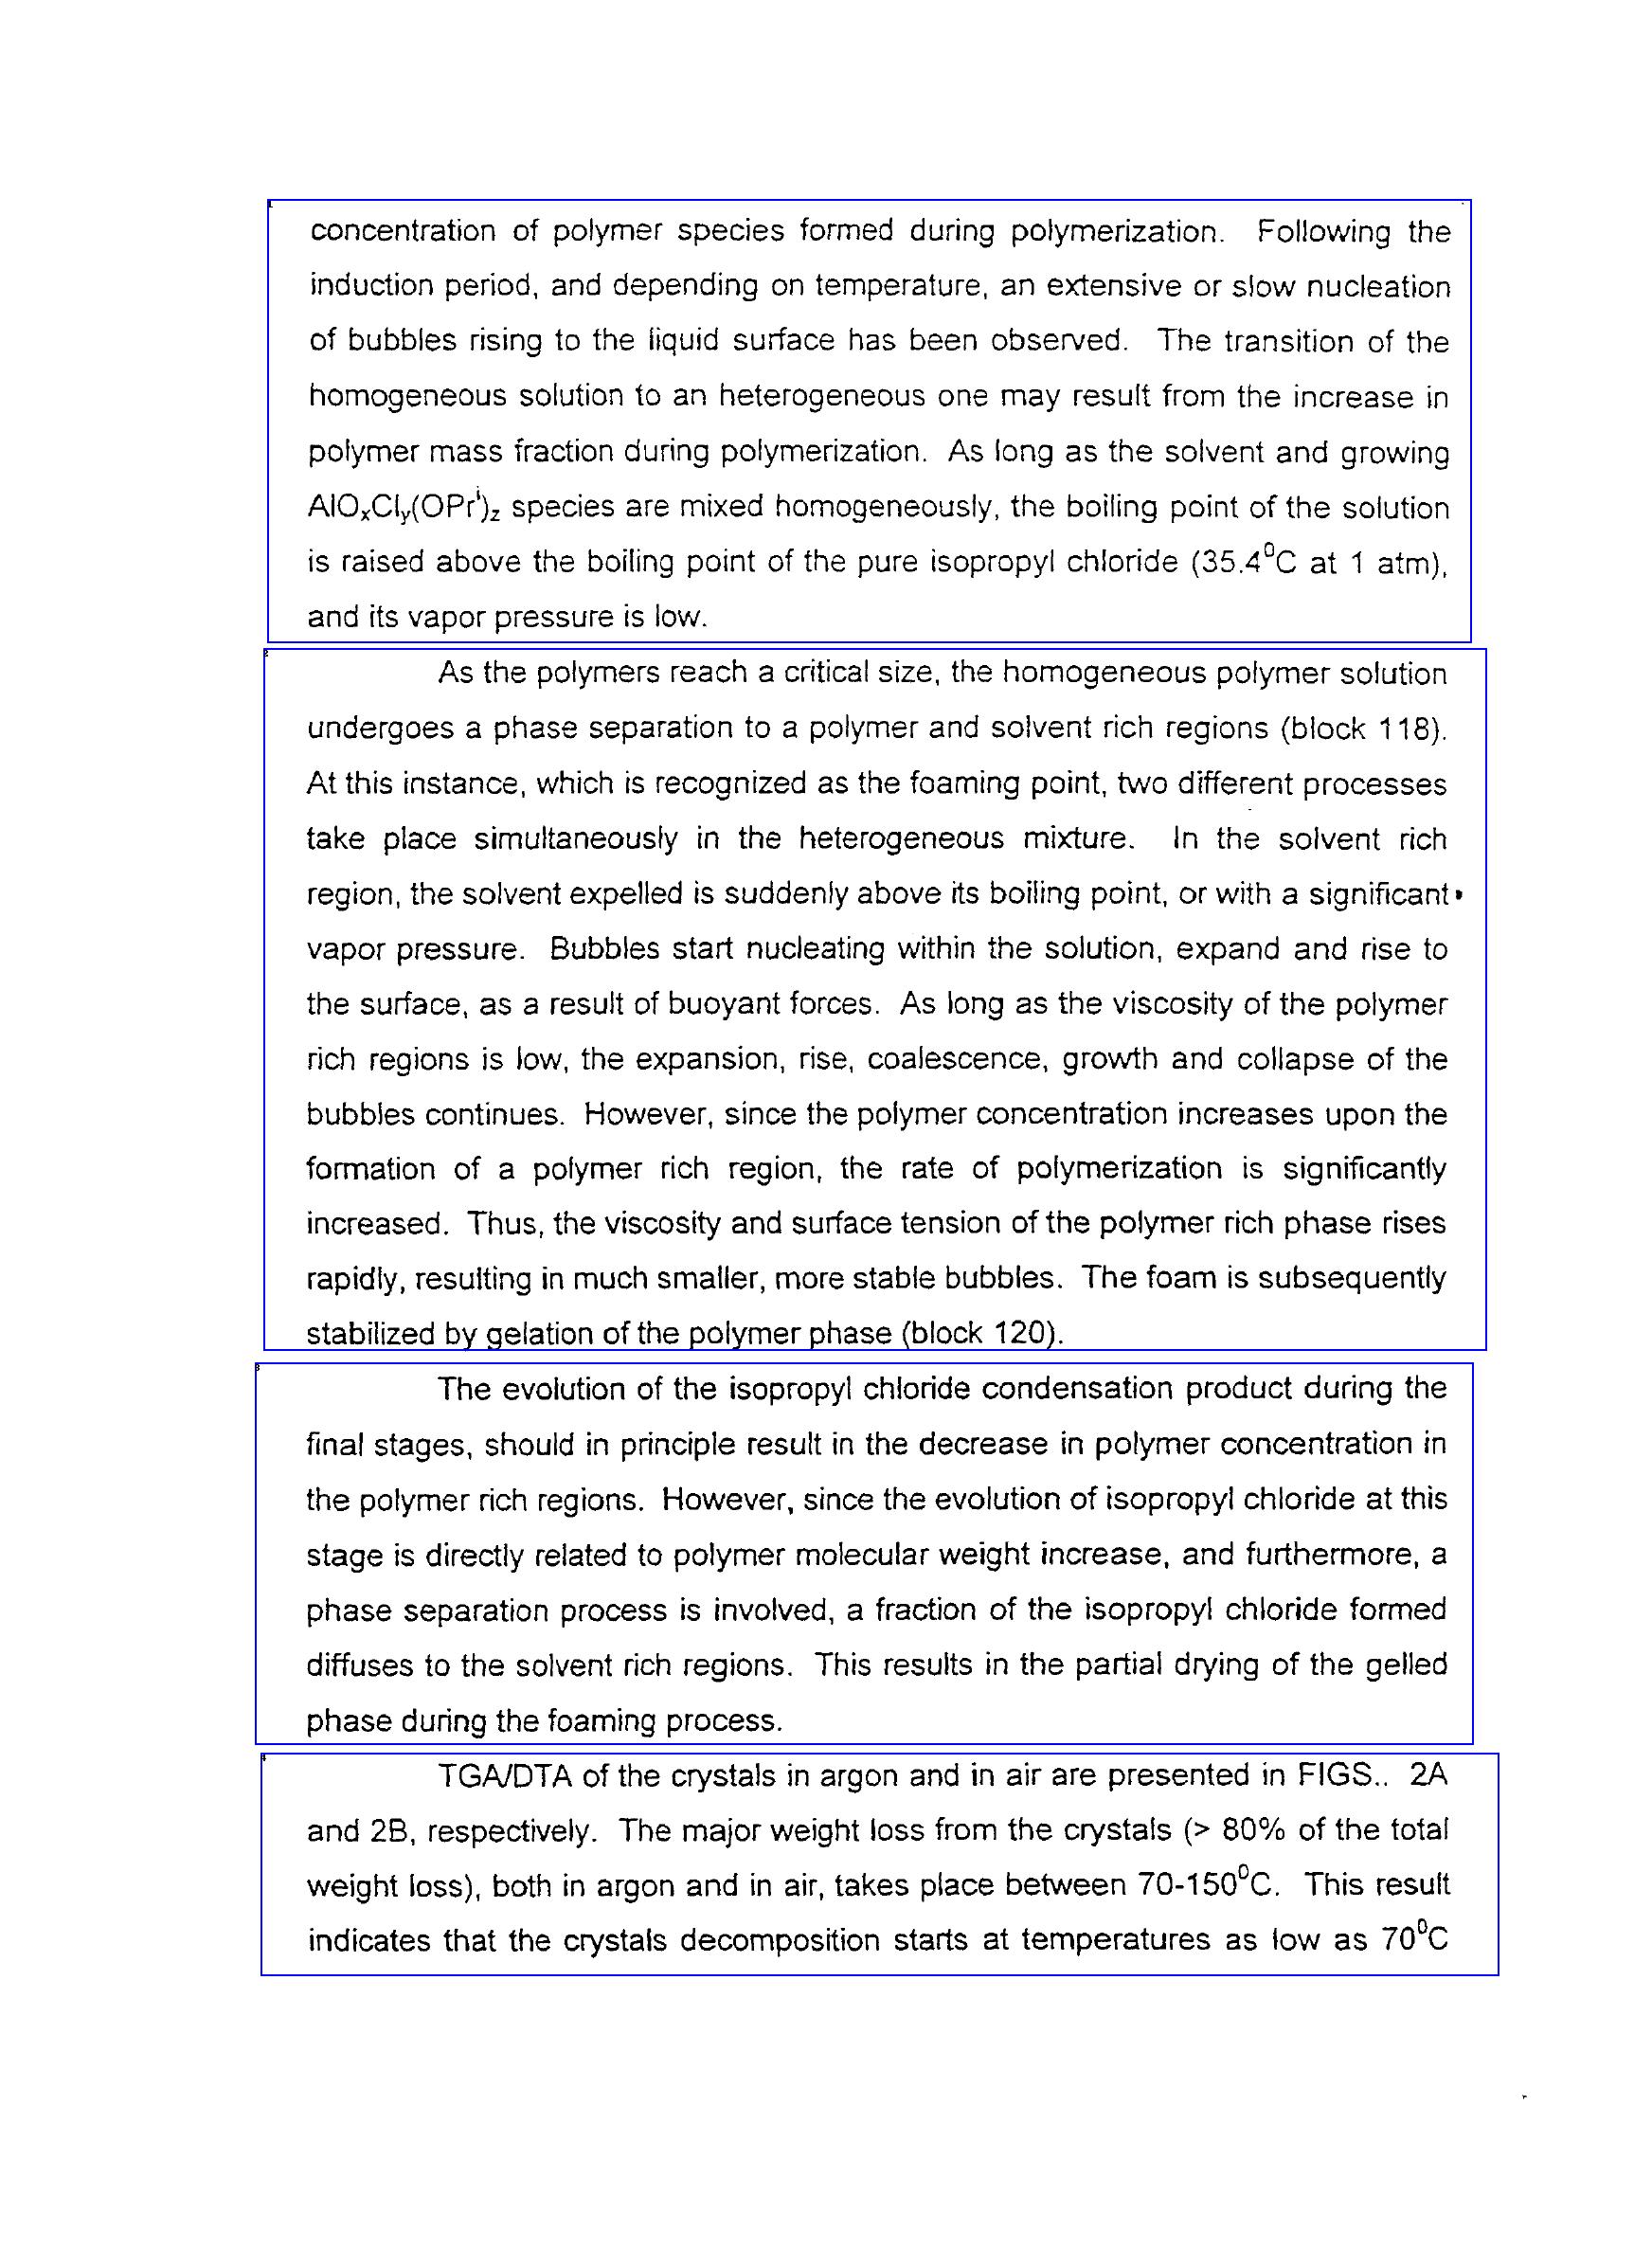 concentration of polymer species formed during polymerization. Following the
induction period, and depending on temperature, an extensive or slow nucleation
of bubbles rising to the liquid surface has been observed. The transition of the
homogeneous solution to an heterogeneous one may result from the increase in
polymer mass fraction during polymerization. As long as the solvent and growing
AlOₓClᵧ(OPrⁱ)z species are mixed homogeneously, the boiling point of the solution
is raised above the boiling point of the pure isopropyl chloride (35.4⁰C at 1 atm),
and its vapor pressure is low.
As the polymers reach a critical size, the homogeneous polymer solution
undergoes a phase separation to a polymer and solvent rich regions (block 118).
At this instance, which is recognized as the foaming point, two different processes
take place simultaneously in the heterogeneous mixture. In the solvent rich
region, the solvent expelled is suddenly above its boiling point, or with a significant
vapor pressure. Bubbles start nucleating within the solution, expand and rise to
the surface, as a result of buoyant forces. As long as the viscosity of the polymer
rich regions is low, the expansion, rise, coalescence, growth and collapse of the
bubbles continues. However, since the polymer concentration increases upon the
formation of a polymer rich region, the rate of polymerization is significantly
increased. Thus, the viscosity and surface tension of the polymer rich phase rises
rapidly, resulting in much smaller, more stable bubbles. The foam is subsequently
stabilized by gelation of the polymer phase (block 120).
The evolution of the isopropyl chloride condensation product during the
final stages, should in principle result in the decrease in polymer concentration in
the polymer rich regions. However, since the evolution of isopropyl chloride at this
stage is directly related to polymer molecular weight increase, and furthermore, a
phase separation process is involved, a fraction of the isopropyl chloride formed
diffuses to the solvent rich regions. This results in the partial drying of the gelled
phase during the foaming process.
TGA/DTA of the crystals in argon and in air are presented in FIGS.. 2A
and 2B, respectively. The major weight loss from the crystals (> 80% of the total
weight loss), both in argon and in air, takes place between 70-150⁰C. This result
indicates that the crystals decomposition starts at temperatures as low as 70⁰C